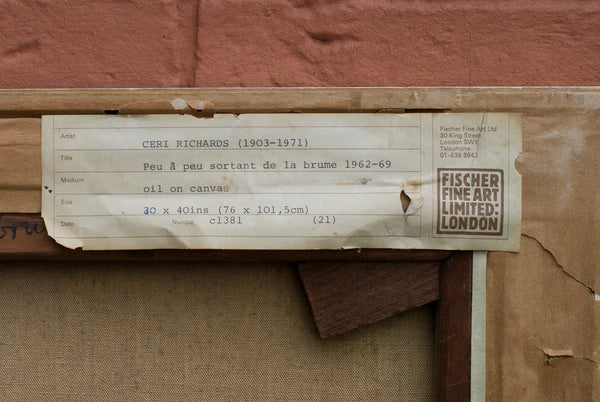 Artist CERI RICHARDS (1903-1971)
Title Peu à peu sortant de la brume 1962-69
Medium oil on canvas
Size 30 x 40ins (76 x 101,5cm)
Date Number c1381 (21)
Fischer Fine Art Ltd
30 King Street
London SW1
Telephone
01-839 3942
FISCHER
FINE ART
LIMITED:
LONDON